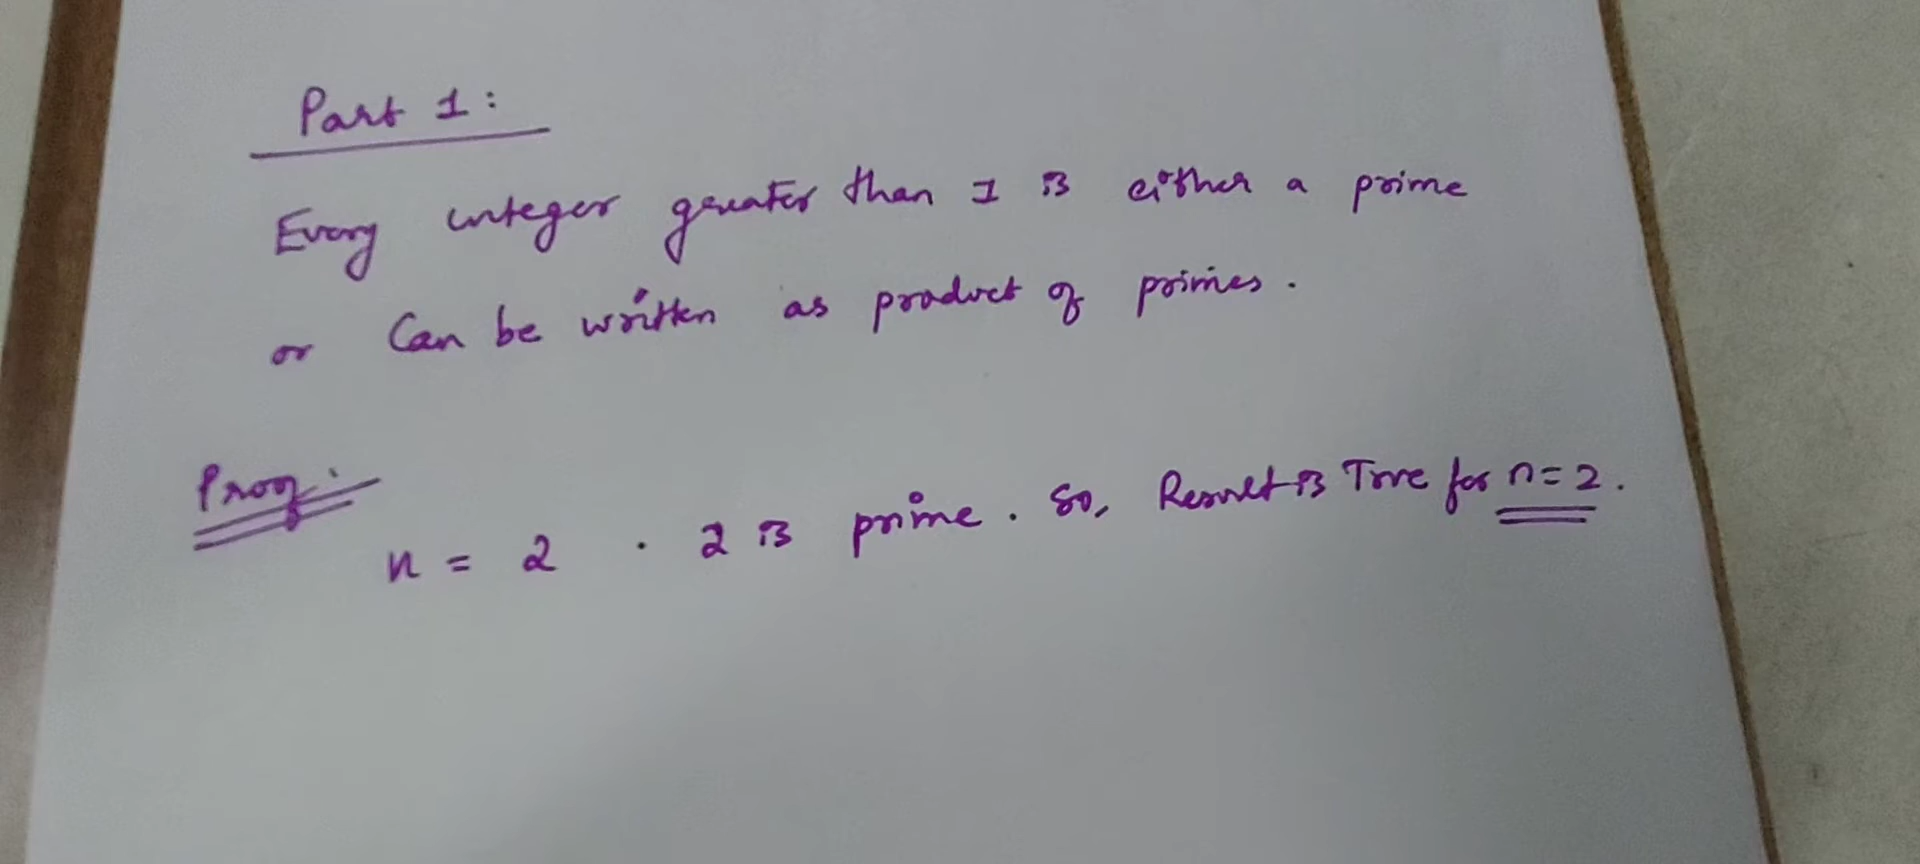 Part 1:
Every integer greater than 1 is either a prime
or Can be written as product of primes.
Proof:
n = 2 . 2 is prime. So, Result is True for n=2.